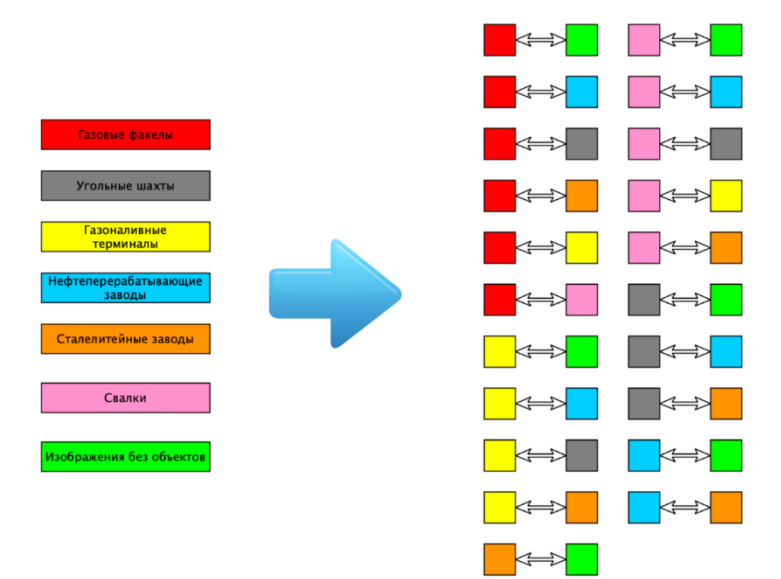 Газовые факелы
Угольные шахты
Газоналивные
терминалы
Нефтеперерабатывающие
заводы
Сталелитейные заводы
Свалки
Изображения без объектов